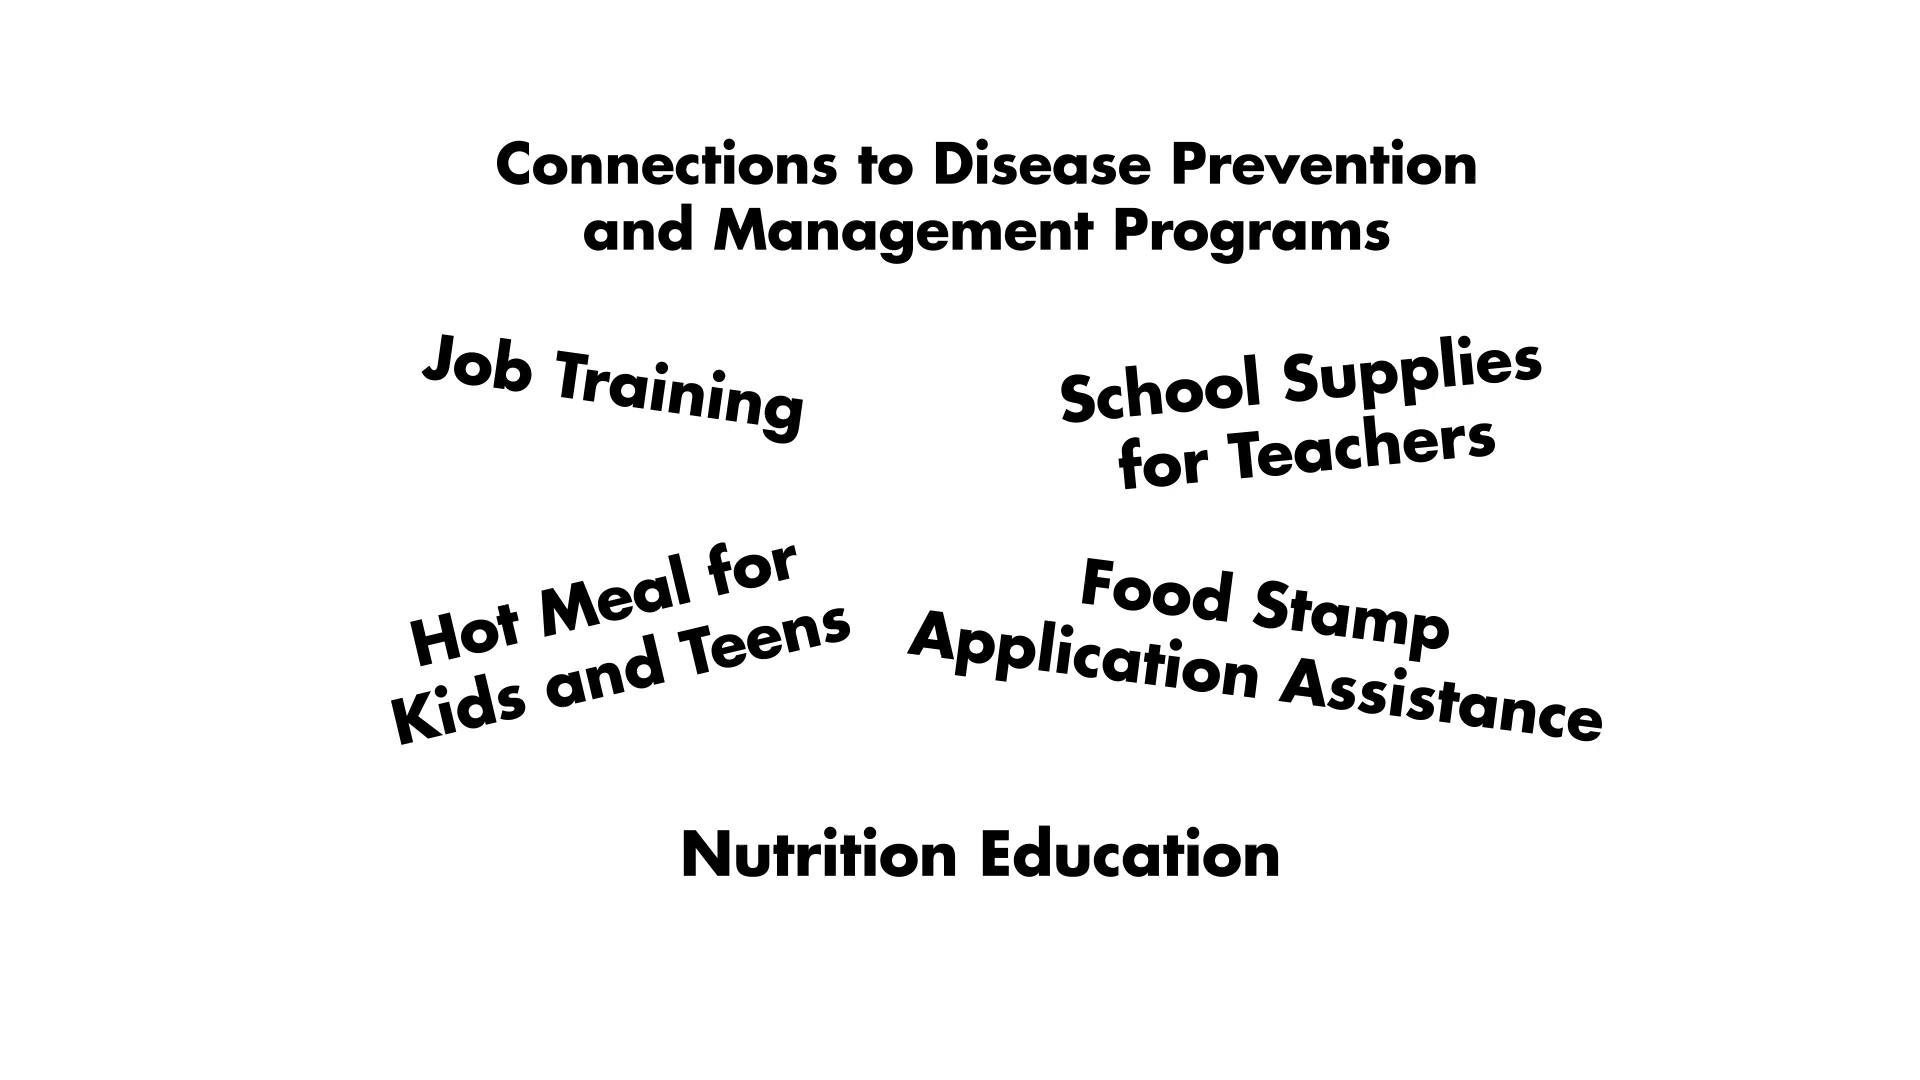 Connections to Disease Prevention
and Management Programs
Job Training
School Supplies
for Teachers
Hot Meal for
Kids and Teens
Food Stamp
Application Assistance
Nutrition Education